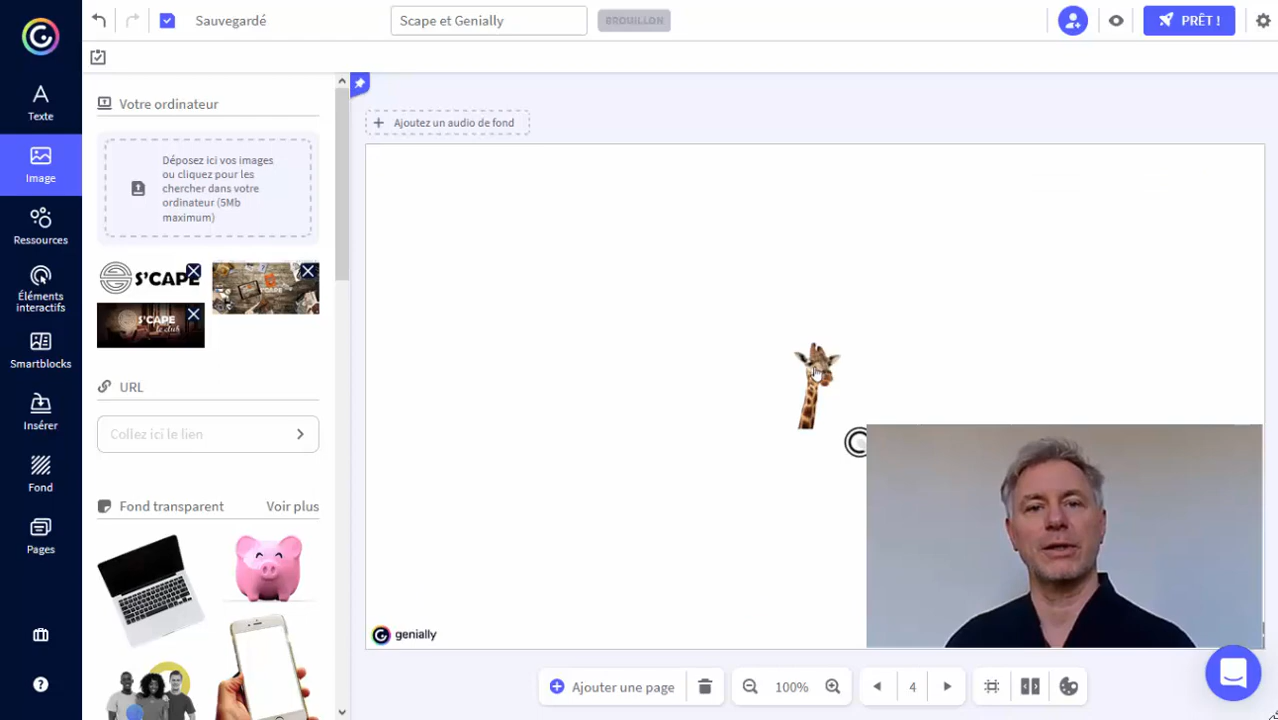 Sauvegardé
Scape et Genially
BROUILLON
PRÊT !
Texte
Image
Ressources
Éléments
interactifs
Smartblocks
Insérer
Fond
Pages
Votre ordinateur
Déposez ici vos images
ou cliquez pour les
chercher dans votre
ordinateur (5Mb
maximum)
S'CAPE
S'CAPE
URL
Collez ici le lien
Fond transparent
Voir plus
Ajoutez un audio de fond
genially
Ajouter une page
100%
4